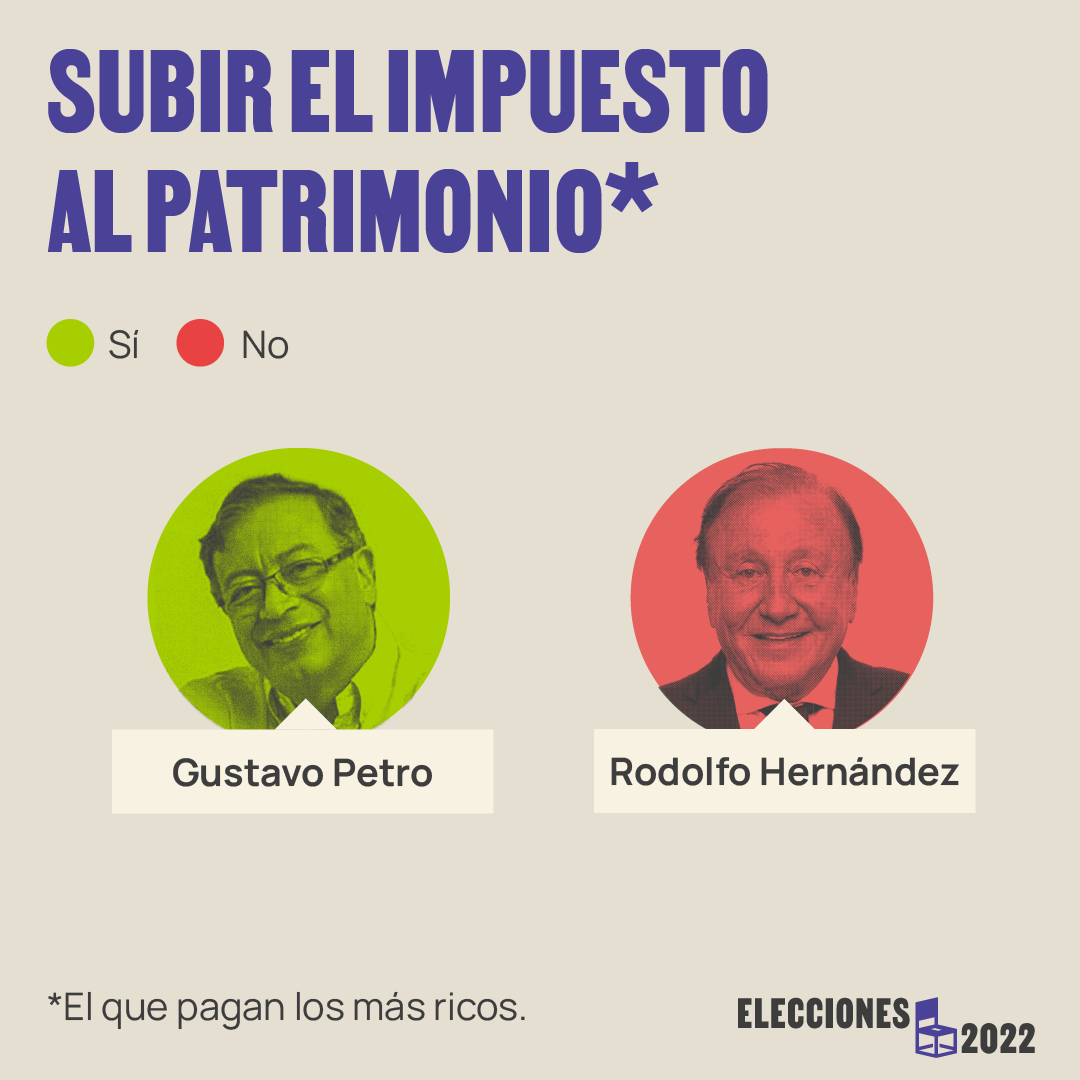 SUBIR EL IMPUESTO
AL PATRIMONIO*
Sí No
Gustavo Petro
Rodolfo Hernández
*El que pagan los más ricos.
ELECCIONES 2022